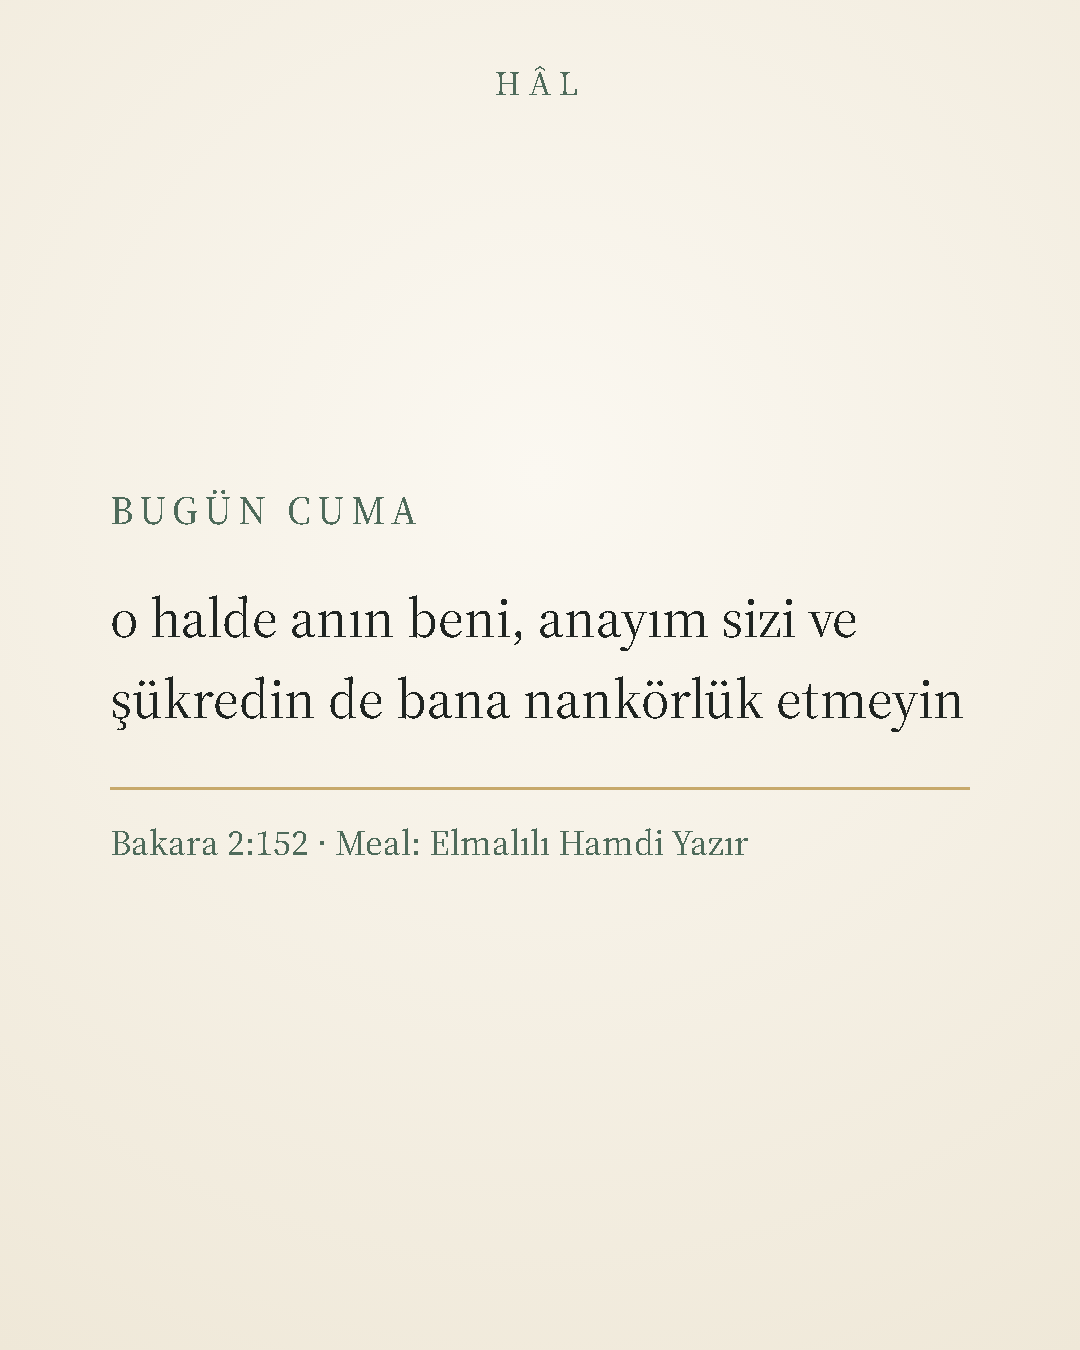 HÂL
BUGÜN CUMA
o halde anın beni, anayım sizi ve
şükredin de bana nankörlük etmeyin
Bakara 2:152 · Meal: Elmalılı Hamdi Yazır